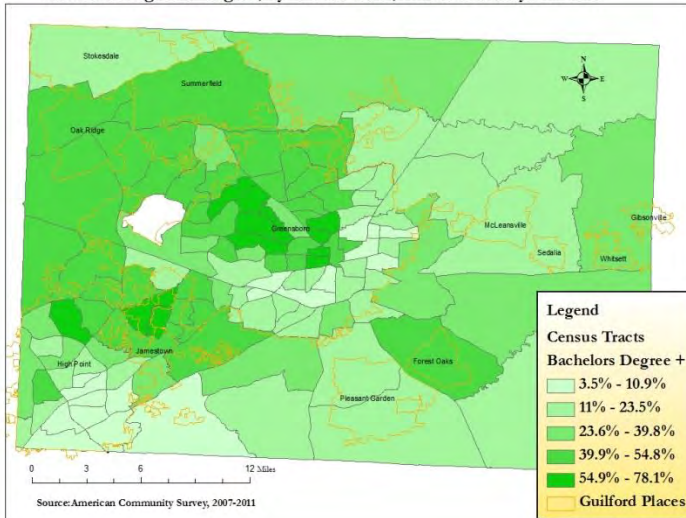 Stokesdale
Summerfield
N
W E
S
Oak Ridge
Greensboro
McLeansville
Gibsonville
Sedalia
Whitsett
Jamestown
High Point
Forest Oaks
Pleasant Garden
Legend
Census Tracts
Bachelors Degree +
3.5% - 10.9%
11% - 23.5%
23.6% - 39.8%
39.9% - 54.8%
54.9% - 78.1%
Guilford Places
0 3 6 12 Miles
Source: American Community Survey, 2007-2011